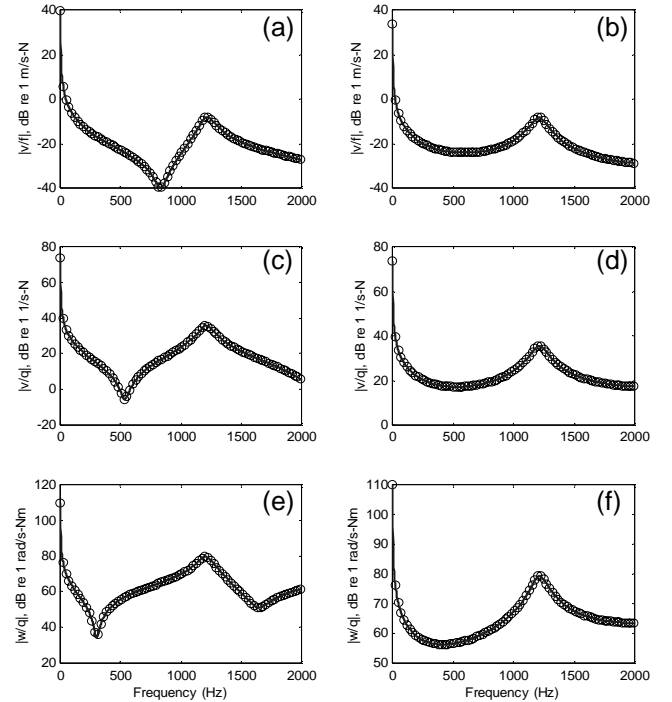 (a)
40
20
0
-20
-40
|v/f|, dB re 1 m/s-N
0 500 1000 1500 2000
(b)
40
20
0
-20
-40
|v/f|, dB re 1 m/s-N
0 500 1000 1500 2000
(c)
80
60
40
20
0
-20
|v/q|, dB re 1 1/s-N
0 500 1000 1500 2000
(d)
80
60
40
20
0
|v/q|, dB re 1 1/s-N
0 500 1000 1500 2000
(e)
120
100
80
60
40
20
|w/q|, dB re 1 rad/s-Nm
0 500 1000 1500 2000
Frequency (Hz)
(f)
110
100
90
80
70
60
50
|w/q|, dB re 1 rad/s-Nm
0 500 1000 1500 2000
Frequency (Hz)